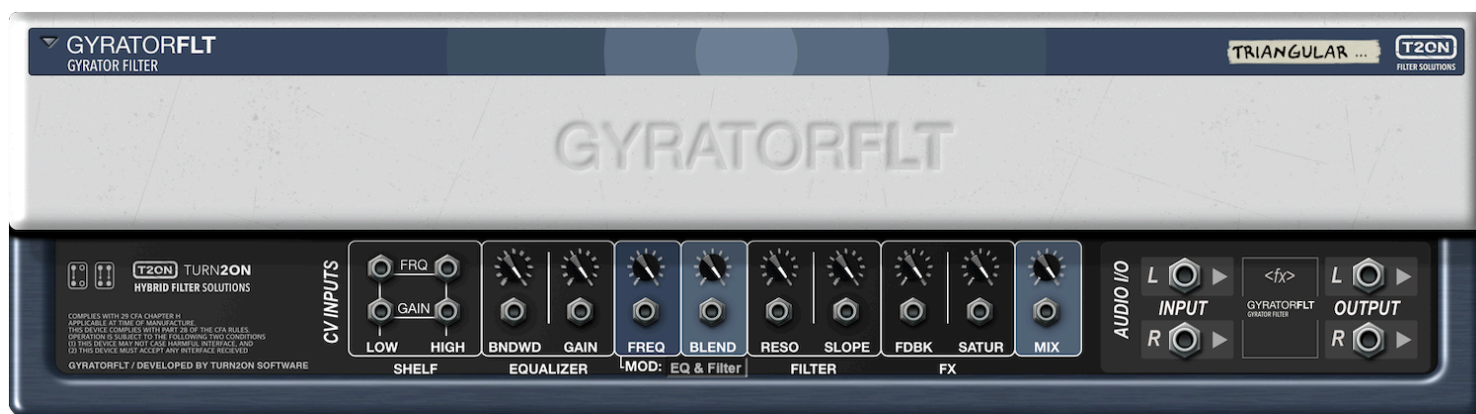 GYRATORFLT
GYRATOR FILTER
TRIANGULAR ...
T2ON
FILTER SOLUTIONS
GYRATORFLT
T2ON TURN2ON
HYBRID FILTER SOLUTIONS
COMPLIES WITH 29 CFA CHAPTER H
APPLICABLE AT TIME OF MANUFACTURE.
THIS DEVICE COMPLIES WITH PART 28 OF THE CFA RULES.
OPERATION IS SUBJECT TO THE FOLLOWING TWO CONDITIONS
(1) THIS DEVICE MAY NOT CASE HARMFUL INTERFACE, AND
(2) THIS DEVICE MUST ACCEPT ANY INTERFACE RECIEVED
GYRATORFLT / DEVELOPED BY TURN2ON SOFTWARE
CV INPUTS
FRQ
GAIN
LOW HIGH BNDWD GAIN FREQ BLEND RESO SLOPE FDBK SATUR MIX
SHELF EQUALIZER MOD: EQ & Filter FILTER FX
AUDIO I/O
L <fx> L
INPUT GYRATORFLT OUTPUT
GYRATOR FILTER
R R